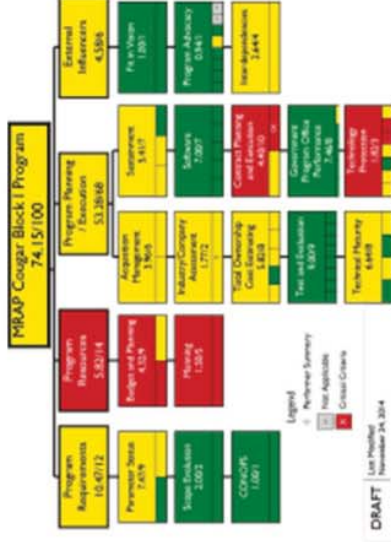 MRAP Cougar Block I Program
74.15/100
Program
Requirements
10.47/12
Program
Resources
5.82/14
Program Planning
/ Execution
53.28/68
External
Influencers
4.58/6
Parameter Status
7.47/9
Scope Evolution
2.00/2
CONOPS
1.00/1
Budget and Planning
4.32/9
Manning
1.50/5
Acquisition
Management
3.96/5
Industry/Company
Assessment
1.77/2
Total Ownership
Cost Estimating
5.82/8
Test and Evaluation
9.00/9
Technical Maturity
6.64/8
Sustainment
5.41/7
Software
7.00/7
Contract Planning
and Execution
4.40/10
Government
Program Office
Performance
7.46/8
Technology
Protection
Fit in Vision
1.00/1
Program Advocacy
0.94/1
Interdependencies
2.64/4
Legend
Performer Summary
Not Applicable
Critical Criteria
DRAFT
Last Modified
November 24, 2014